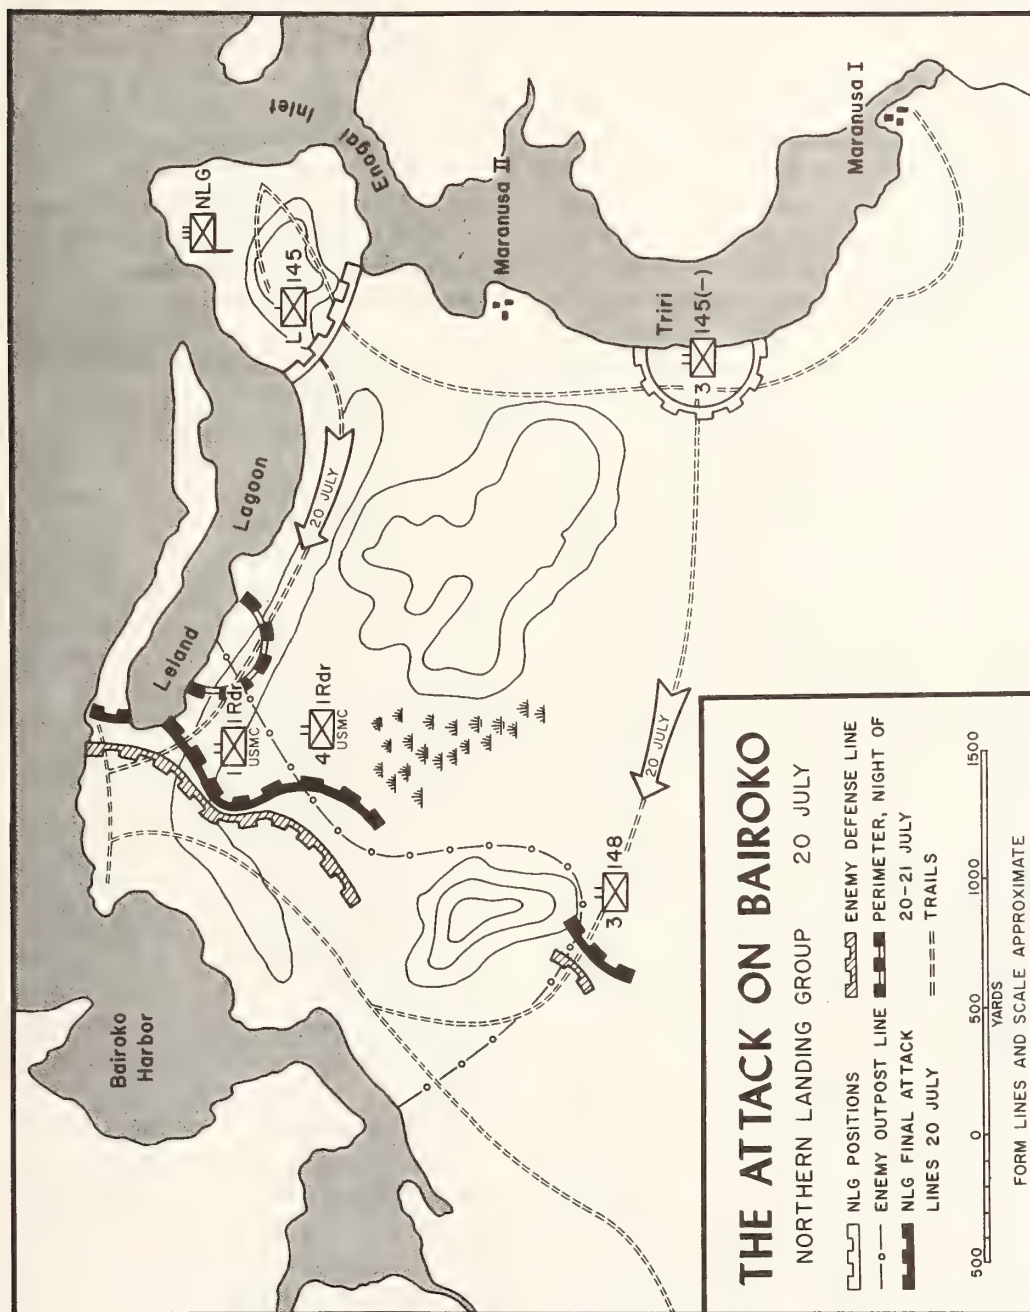 Bairoko
Harbor
Leland
Lagoon
Enogai
Inlet
NLG
L
145
20 JULY
1
1 Rdr
USMC
4
1 Rdr
USMC
Maranusa II
Triri
3
145(-)
Maranusa I
20 JULY
3
148
THE ATTACK ON BAIROKO
NORTHERN LANDING GROUP 20 JULY
NLG POSITIONS
ENEMY DEFENSE LINE
ENEMY OUTPOST LINE
PERIMETER, NIGHT OF
20-21 JULY
NLG FINAL ATTACK
LINES 20 JULY
TRAILS
500 0 500 1000 1500
YARDS
FORM LINES AND SCALE APPROXIMATE